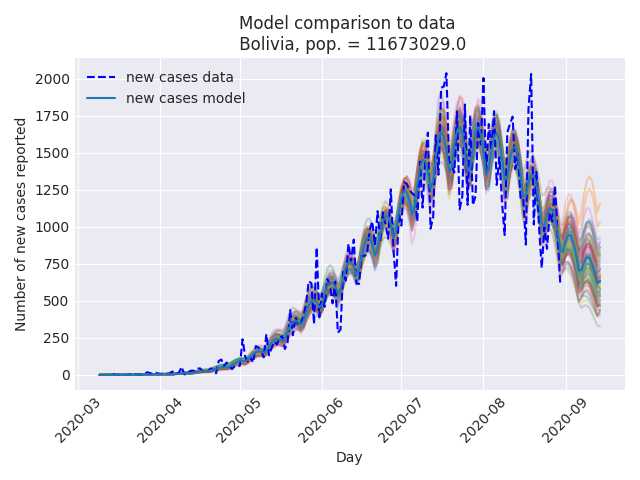 Model comparison to data
Bolivia, pop. = 11673029.0
new cases data
new cases model
Number of new cases reported
2000
1750
1500
1250
1000
750
500
250
0
2020-03
2020-04
2020-05
2020-06
2020-07
2020-08
2020-09
Day